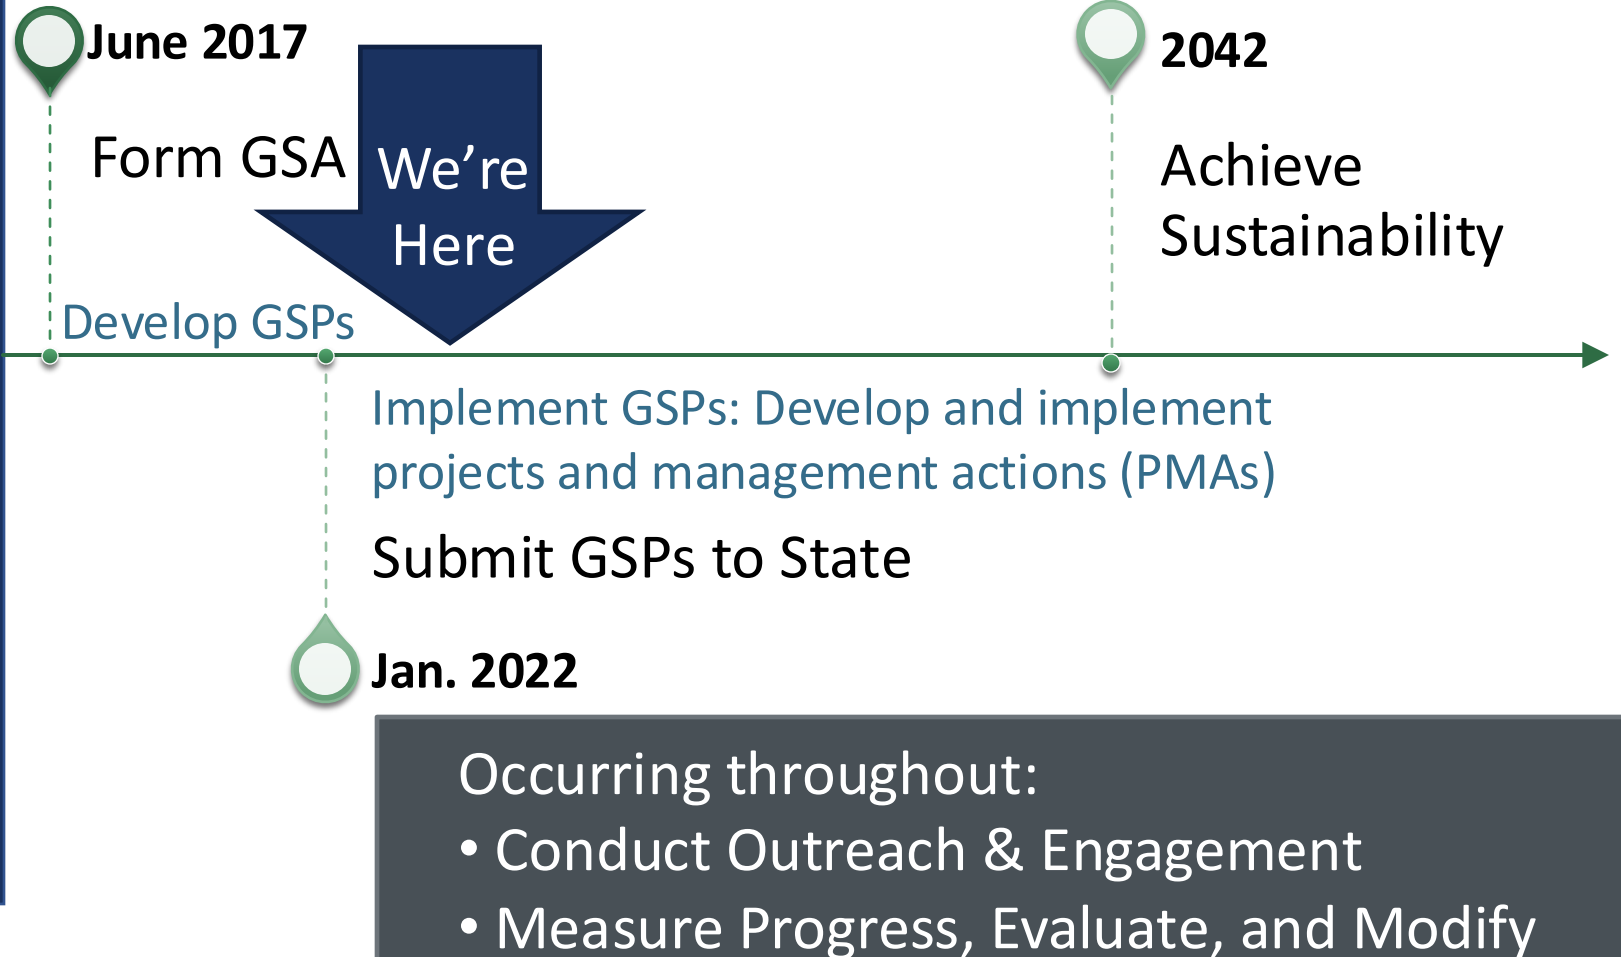 June 2017
Form GSA
We’re
Here
2042
Achieve
Sustainability
Develop GSPs
Implement GSPs: Develop and implement
projects and management actions (PMAs)
Submit GSPs to State
Jan. 2022
Occurring throughout:
• Conduct Outreach & Engagement
• Measure Progress, Evaluate, and Modify